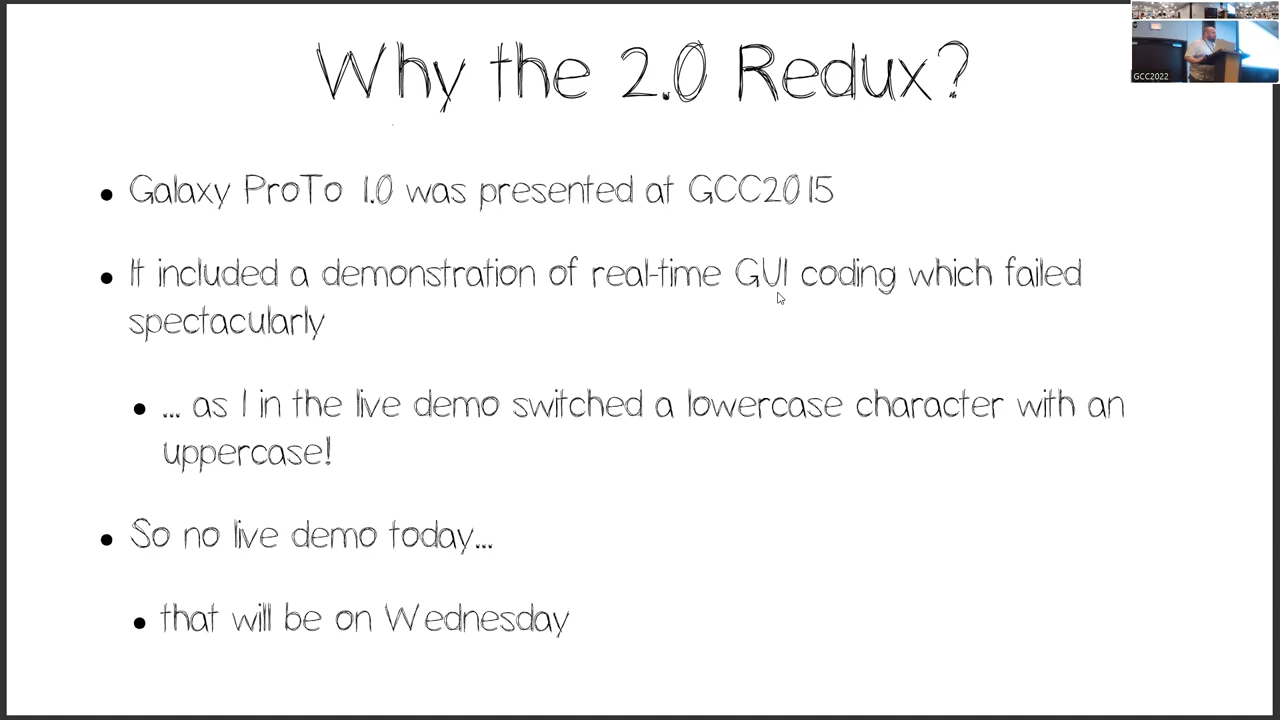 Why the 2.0 Redux?
GCC2022
• Galaxy ProTo 1.0 was presented at GCC2015
• It included a demonstration of real-time GUI coding which failed
spectacularly
• ... as I in the live demo switched a lowercase character with an
uppercase!
• So no live demo today...
• that will be on Wednesday